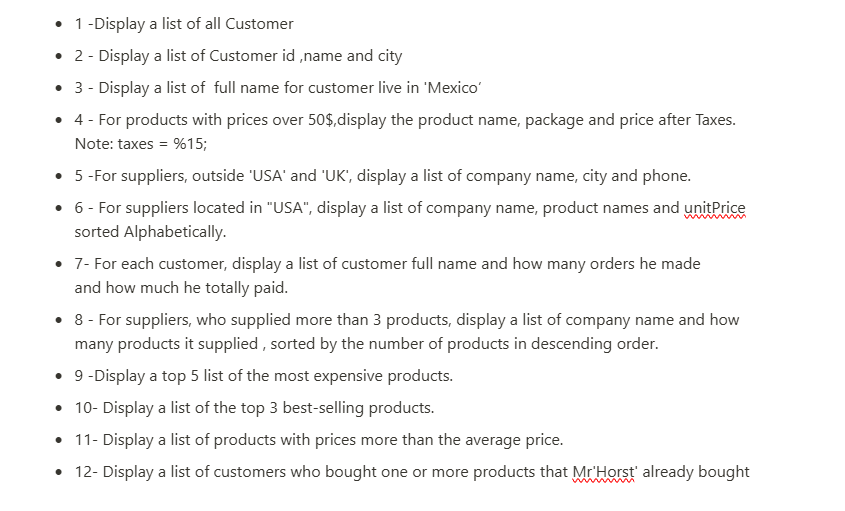 • 1 -Display a list of all Customer
• 2 - Display a list of Customer id ,name and city
• 3 - Display a list of  full name for customer live in 'Mexico’
• 4 - For products with prices over 50$,display the product name, package and price after Taxes.
Note: taxes = %15;
• 5 -For suppliers, outside 'USA' and 'UK', display a list of company name, city and phone.
• 6 - For suppliers located in "USA", display a list of company name, product names and unitPrice
sorted Alphabetically.
• 7- For each customer, display a list of customer full name and how many orders he made
and how much he totally paid.
• 8 - For suppliers, who supplied more than 3 products, display a list of company name and how
many products it supplied , sorted by the number of products in descending order.
• 9 -Display a top 5 list of the most expensive products.
• 10- Display a list of the top 3 best-selling products.
• 11- Display a list of products with prices more than the average price.
• 12- Display a list of customers who bought one or more products that Mr'Horst' already bought